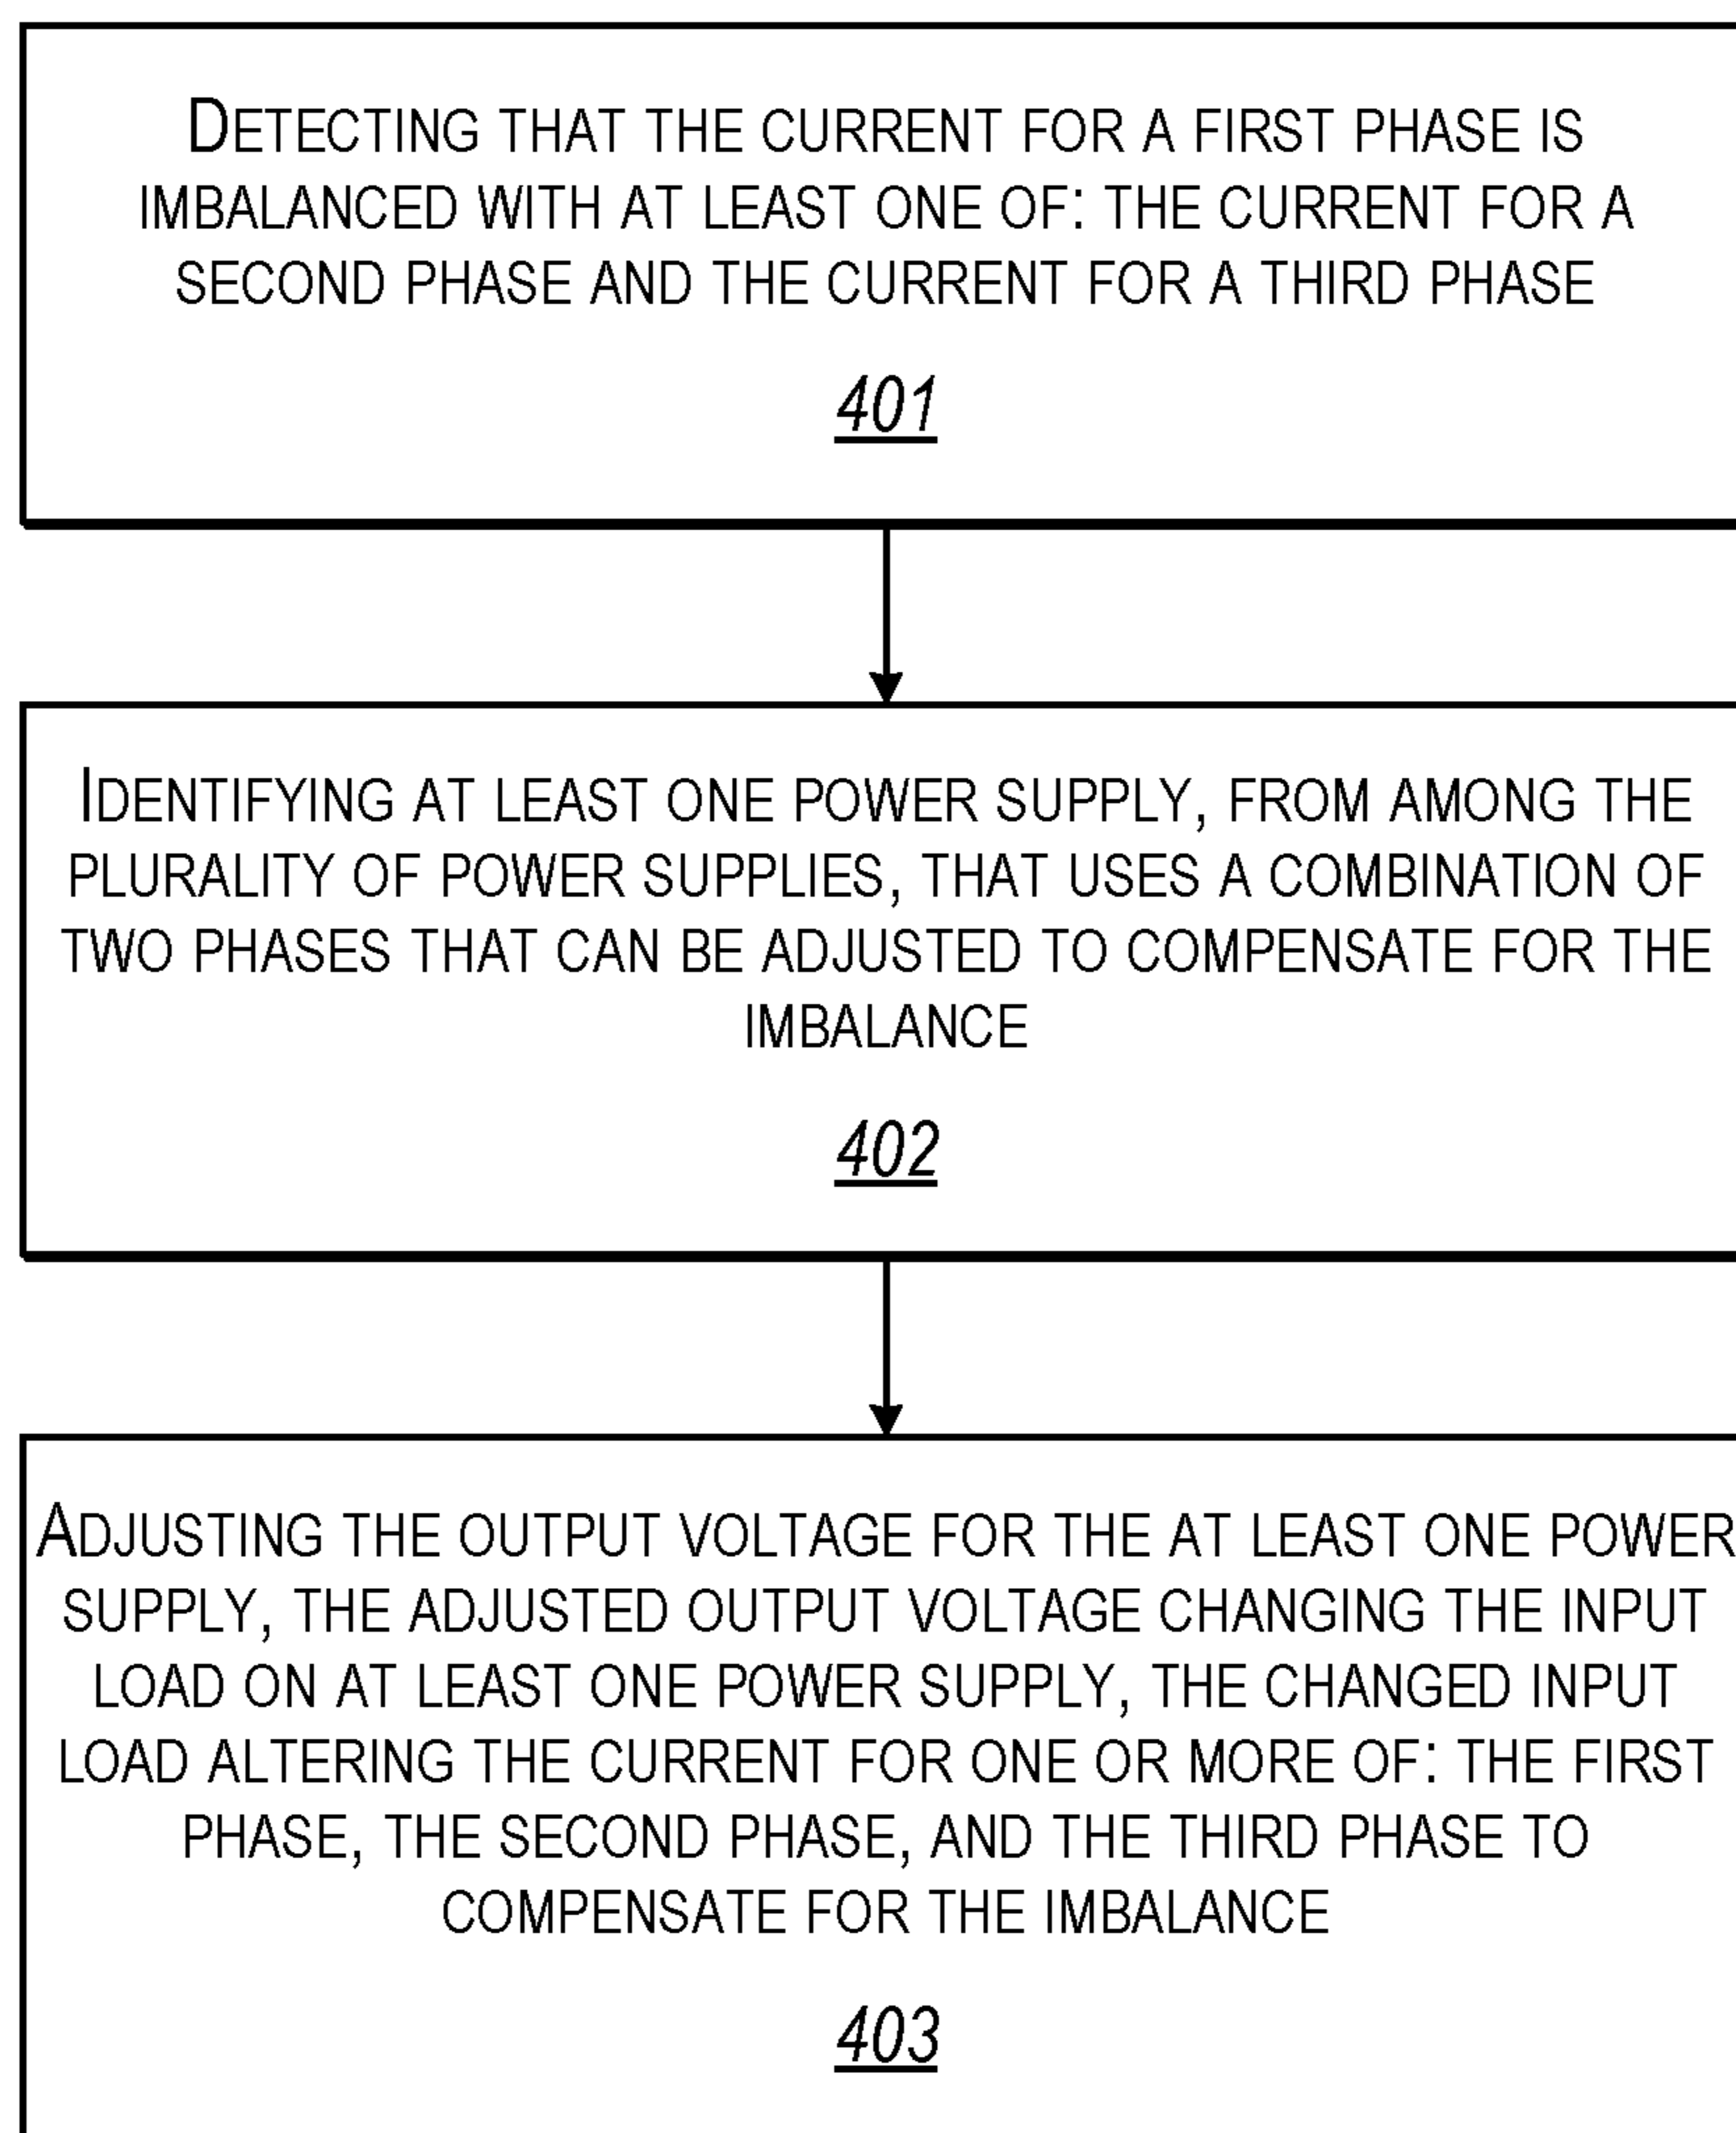 DETECTING THAT THE CURRENT FOR A FIRST PHASE IS
IMBALANCED WITH AT LEAST ONE OF: THE CURRENT FOR A
SECOND PHASE AND THE CURRENT FOR A THIRD PHASE
401
IDENTIFYING AT LEAST ONE POWER SUPPLY, FROM AMONG THE
PLURALITY OF POWER SUPPLIES, THAT USES A COMBINATION OF
TWO PHASES THAT CAN BE ADJUSTED TO COMPENSATE FOR THE
IMBALANCE
402
ADJUSTING THE OUTPUT VOLTAGE FOR THE AT LEAST ONE POWER
SUPPLY, THE ADJUSTED OUTPUT VOLTAGE CHANGING THE INPUT
LOAD ON AT LEAST ONE POWER SUPPLY, THE CHANGED INPUT
LOAD ALTERING THE CURRENT FOR ONE OR MORE OF: THE FIRST
PHASE, THE SECOND PHASE, AND THE THIRD PHASE TO
COMPENSATE FOR THE IMBALANCE
403